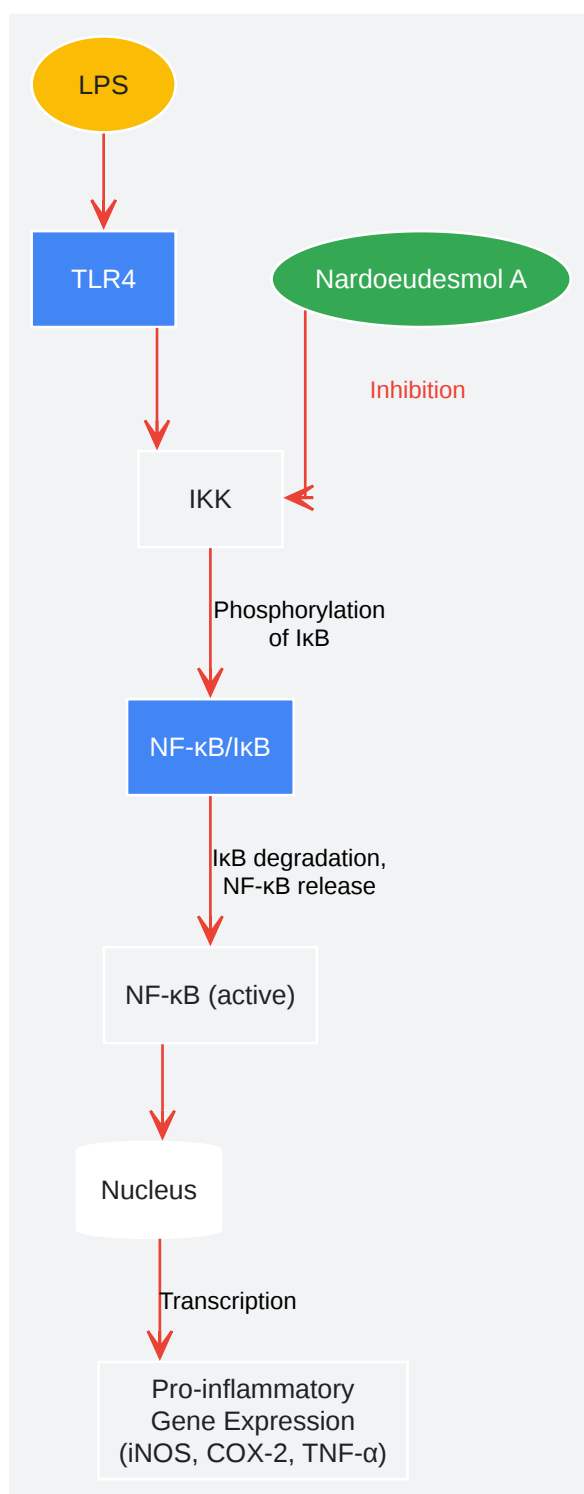 LPS
TLR4
Nardoeudesmol A
Inhibition
IKK
Phosphorylation
of IκB
NF-κB/IκB
IκB degradation,
NF-κB release
NF-κB (active)
Nucleus
Transcription
Pro-inflammatory
Gene Expression
(iNOS, COX-2, TNF-α)